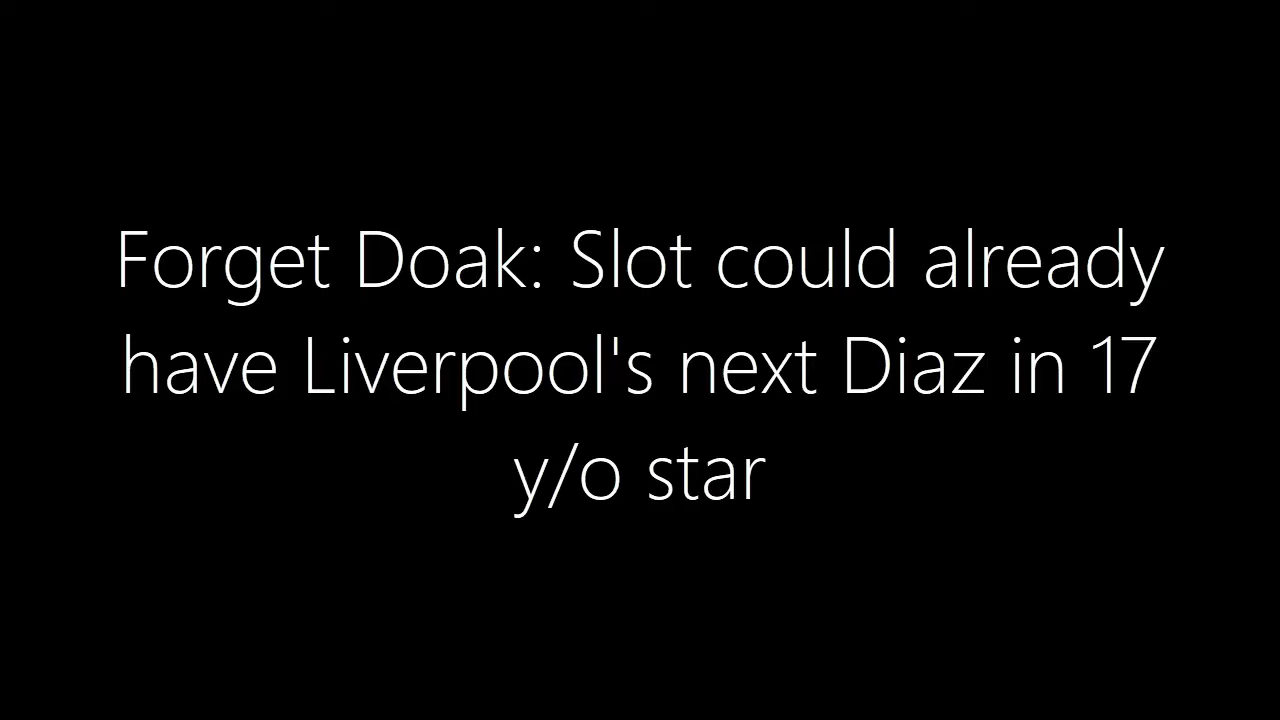 Forget Doak: Slot could already
have Liverpool's next Diaz in 17
y/o star